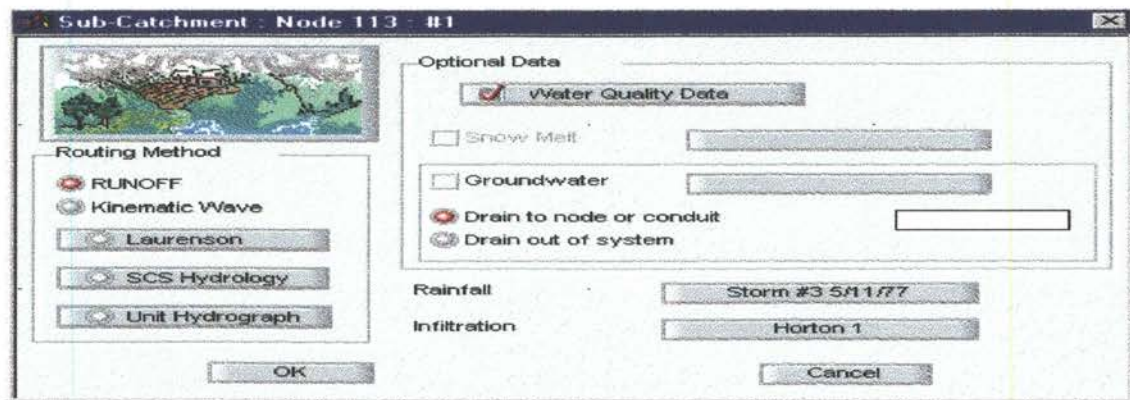 Sub-Catchment : Node 113 : #1
Optional Data
Water Quality Data
Snow Melt
Routing Method
RUNOFF
Kinematic Wave
Laurenson
SCS Hydrology
Unit Hydrograph
Groundwater
Drain to node or conduit
Drain out of system
Rainfall
Storm #3 5/11/77
Infiltration
Horton 1
OK
Cancel